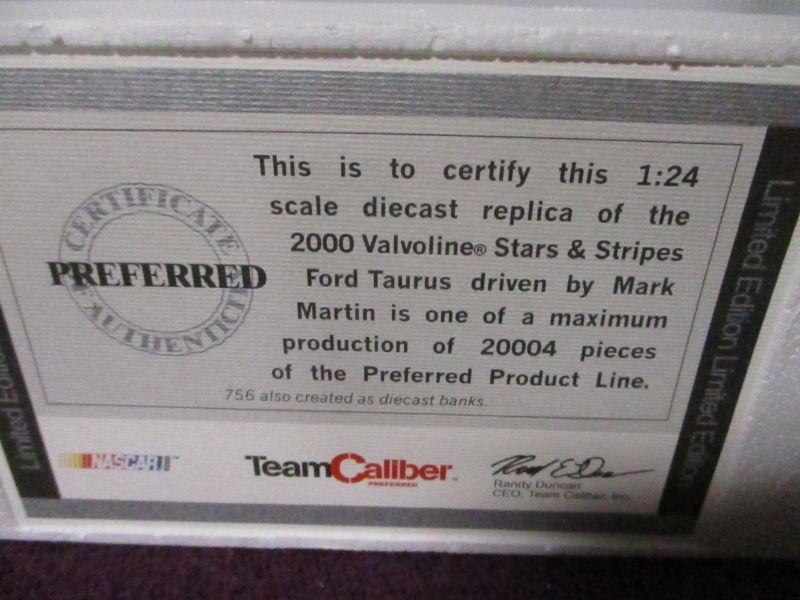 This is to certify this 1:24
scale diecast replica of the
2000 Valvoline® Stars & Stripes
Ford Taurus driven by Mark
Martin is one of a maximum
production of 20004 pieces
of the Preferred Product Line.
756 also created as diecast banks.
CERTIFICATE
PREFERRED
AUTHENTICITY
NASCAR
TeamCaliber™
PREFERRED
Randy Duncan
CEO, Team Caliber, Inc.
Limited Edition
Limited Edition Limited Edition